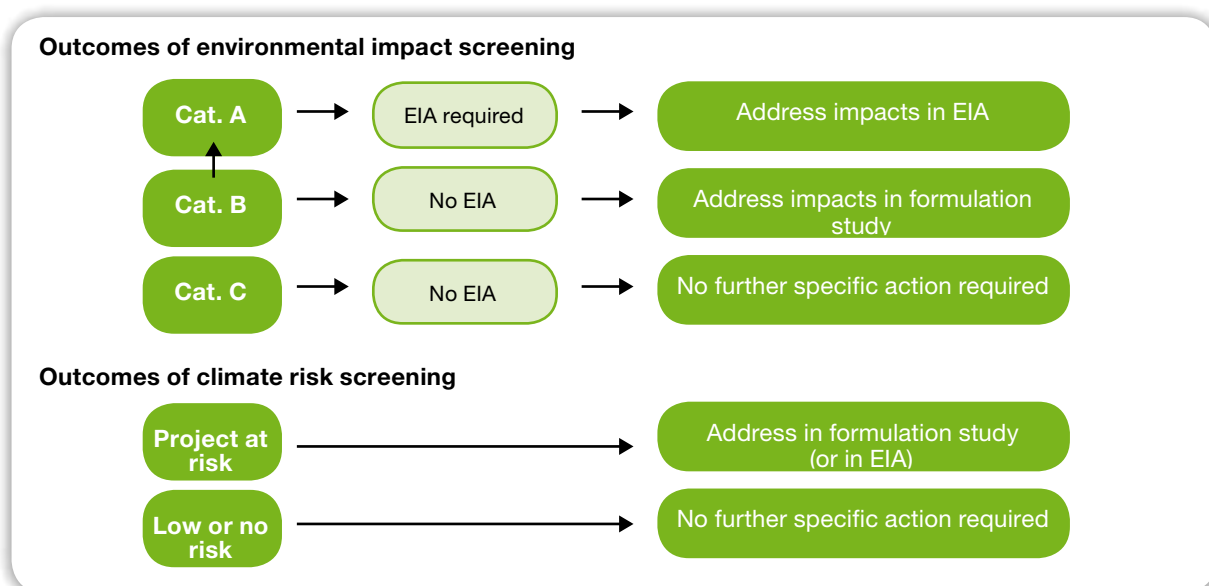 Outcomes of environmental impact screening
Cat. A
EIA required
Address impacts in EIA
Cat. B
No EIA
Address impacts in formulation
study
Cat. C
No EIA
No further specific action required
Outcomes of climate risk screening
Project at
risk
Address in formulation study
(or in EIA)
Low or no
risk
No further specific action required